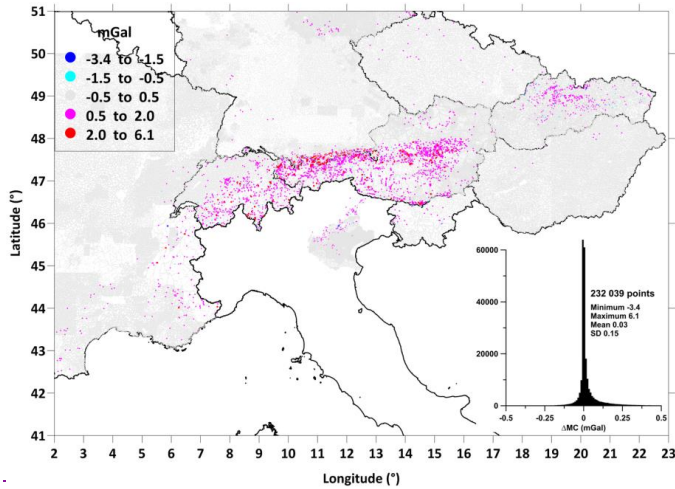 51
50
49
48
47
46
45
44
43
42
41
Latitude (°)
mGal
-3.4 to -1.5
-1.5 to -0.5
-0.5 to 0.5
0.5 to 2.0
2.0 to 6.1
60000
40000
20000
0
232 039 points
Minimum -3.4
Maximum 6.1
Mean 0.03
SD 0.15
-0.5 -0.25 0 0.25 0.5
ΔMC (mGal)
2 3 4 5 6 7 8 9 10 11 12 13 14 15 16 17 18 19 20 21 22 23
Longitude (°)